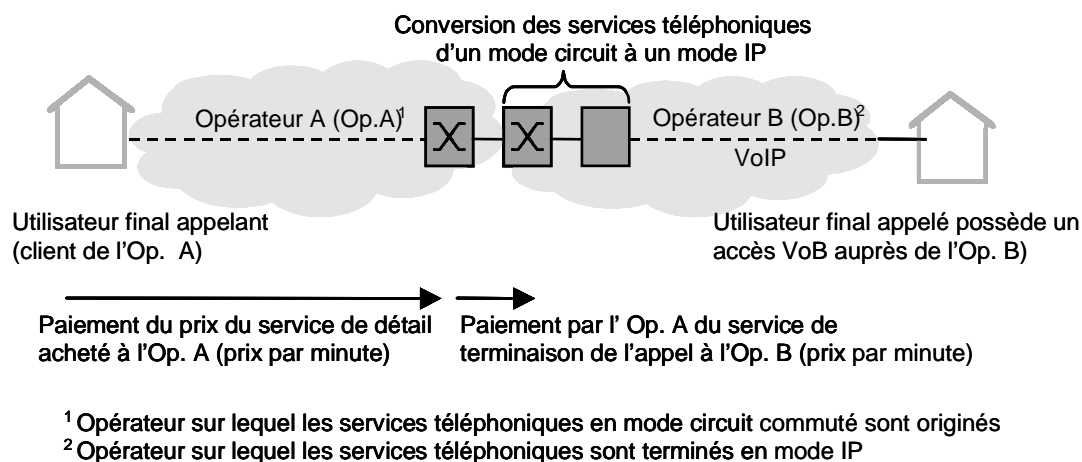 Conversion des services téléphoniques
d'un mode circuit à un mode IP
Opérateur A (Op.A)¹
Opérateur B (Op.B)²
VoIP
Utilisateur final appelant
(client de l'Op. A)
Utilisateur final appelé possède un
accès VoB auprès de l'Op. B)
Paiement du prix du service de détail
acheté à l'Op. A (prix par minute)
Paiement par l' Op. A du service de
terminaison de l'appel à l'Op. B (prix par minute)
¹ Opérateur sur lequel les services téléphoniques en mode circuit commuté sont originés
² Opérateur sur lequel les services téléphoniques sont terminés en mode IP